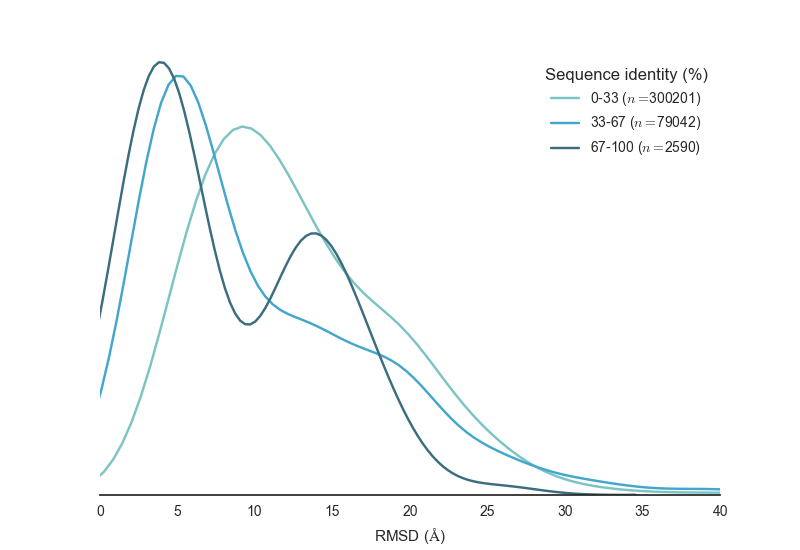 Sequence identity (%)
0-33 (n=300201)
33-67 (n=79042)
67-100 (n=2590)
0 5 10 15 20 25 30 35 40
RMSD (Å)